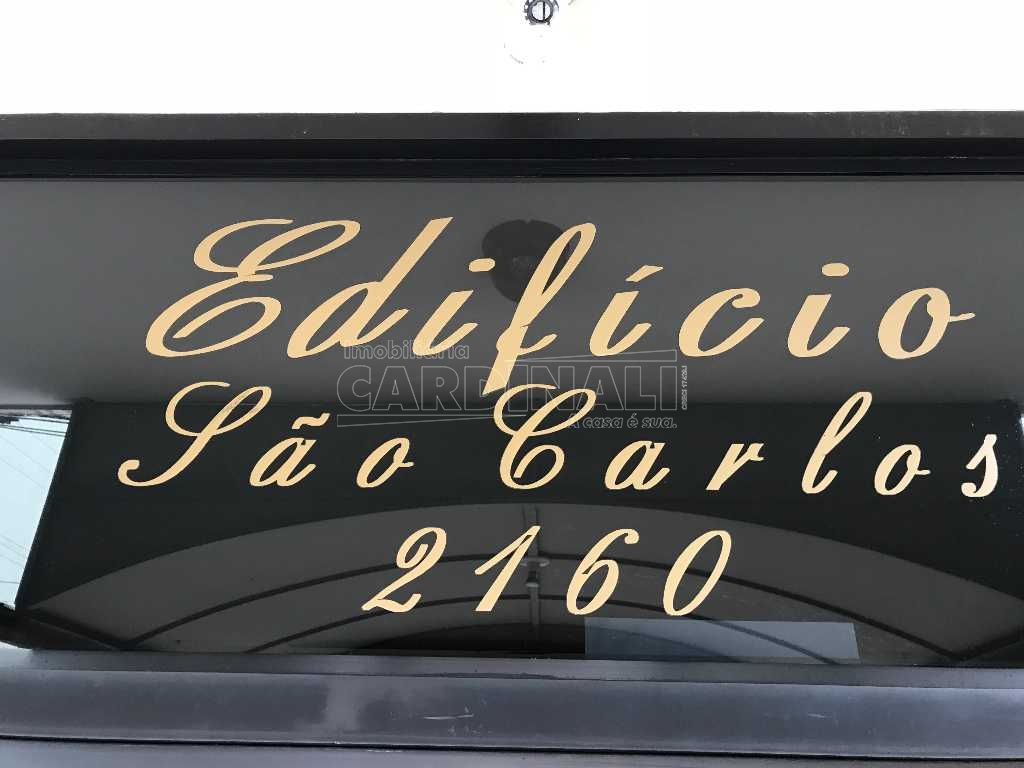 Edifício
Imobiliária
CARDINALI
A casa é sua.
São Carlos
2160